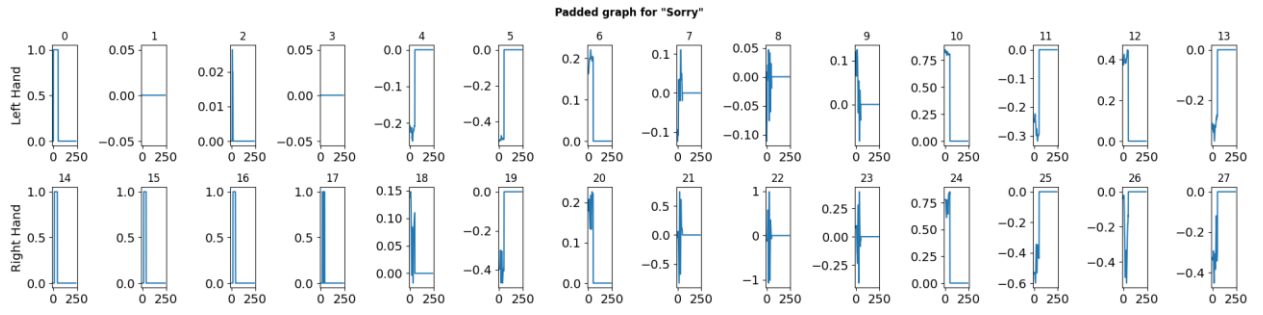 Padded graph for "Sorry"
0 1 2 3 4 5 6 7 8 9 10 11 12 13
Left Hand
1.0 0.5 0.0
0.05 0.00 −0.05
0.02 0.01 0.00
0.05 0.00 −0.05
0.0 −0.1 −0.2
0.0 −0.2 −0.4
0.2 0.1 0.0
0.1 0.0 −0.1
0.05 0.00 −0.05 −0.10
0.1 0.0
0.75 0.50 0.25 0.00
0.0 −0.1 −0.2 −0.3
0.4 0.2 0.0
0.0 −0.2
0 250 0 250 0 250 0 250 0 250 0 250 0 250 0 250 0 250 0 250 0 250 0 250 0 250 0 250
14 15 16 17 18 19 20 21 22 23 24 25 26 27
Right Hand
1.0 0.5 0.0
1.0 0.5 0.0
1.0 0.5 0.0
1.0 0.5 0.0
0.15 0.10 0.05 0.00
0.0 −0.2 −0.4
0.2 0.1 0.0
0.5 0.0 −0.5
1 0 −1
0.25 0.00 −0.25
0.75 0.50 0.25 0.00
0.0 −0.2 −0.4 −0.6
0.0 −0.2 −0.4
0.0 −0.2 −0.4
0 250 0 250 0 250 0 250 0 250 0 250 0 250 0 250 0 250 0 250 0 250 0 250 0 250 0 250